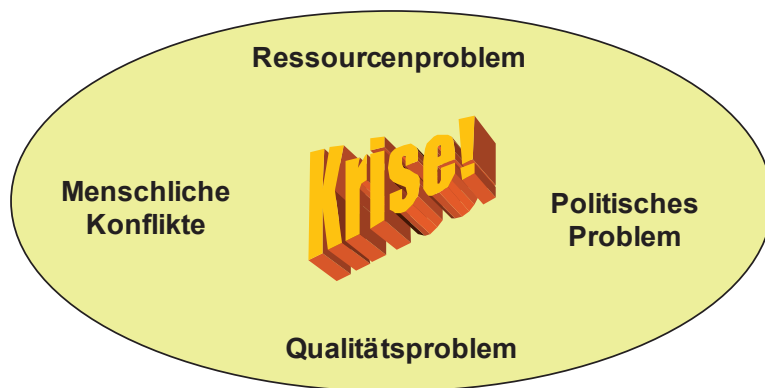 Ressourcenproblem
Krise!
Menschliche
Konflikte
Politisches
Problem
Qualitätsproblem